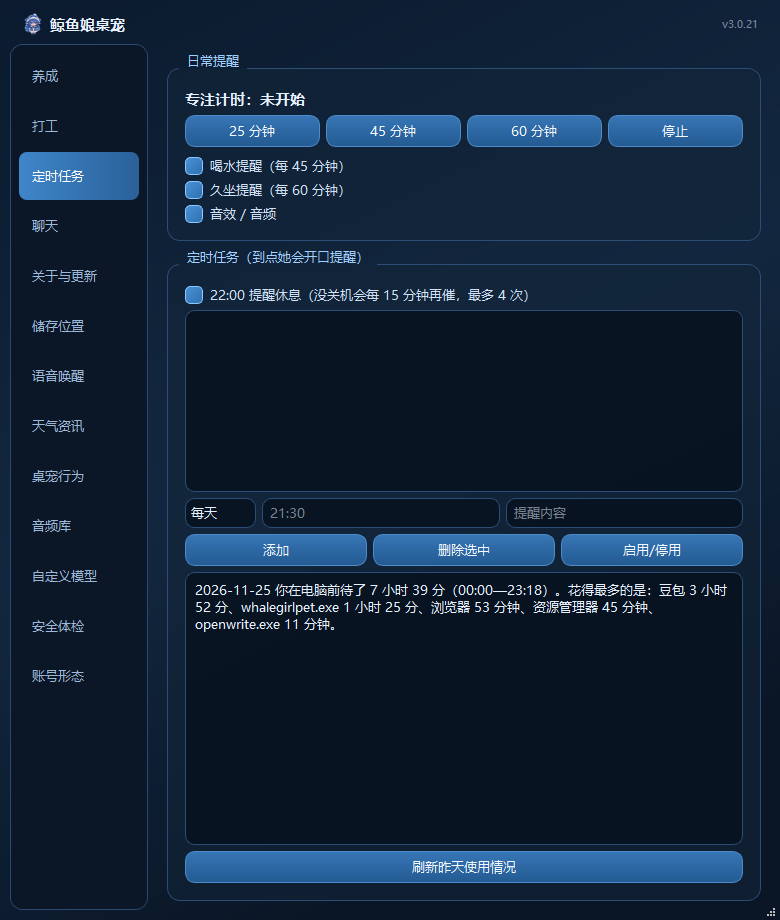 鲸鱼娘桌宠
v3.0.21
养成
打工
定时任务
聊天
关于与更新
储存位置
语音唤醒
天气资讯
桌宠行为
音频库
自定义模型
安全体检
账号形态
日常提醒
专注计时：未开始
25 分钟
45 分钟
60 分钟
停止
喝水提醒（每 45 分钟）
久坐提醒（每 60 分钟）
音效 / 音频
定时任务（到点她会开口提醒）
22:00 提醒休息（没关机会每 15 分钟再催，最多 4 次）
每天
21:30
提醒内容
添加
删除选中
启用/停用
2026-11-25 你在电脑前待了 7 小时 39 分（00:00—23:18）。花得最多的是：豆包 3 小时
52 分、whalegirlpet.exe 1 小时 25 分、浏览器 53 分钟、资源管理器 45 分钟、
openwrite.exe 11 分钟。
刷新昨天使用情况